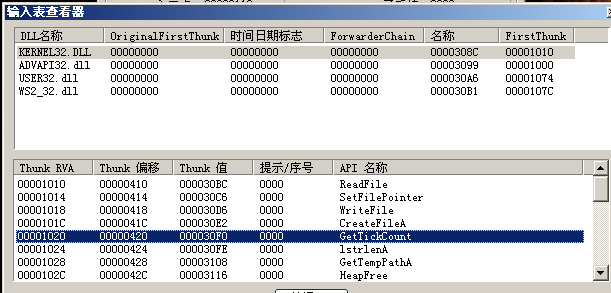 输入表查看器
DLL名称 OriginalFirstThunk 时间日期标志 ForwarderChain 名称 FirstThunk
KERNEL32.DLL 00000000 00000000 00000000 0000308C 00001010
ADVAPI32.dll 00000000 00000000 00000000 00003099 00001000
USER32.dll 00000000 00000000 00000000 000030A6 00001074
WS2_32.dll 00000000 00000000 00000000 000030B1 0000107C
Thunk RVA Thunk 偏移 Thunk 值 提示/序号 API 名称
00001010 00000410 000030BC 0000 ReadFile
00001014 00000414 000030C6 0000 SetFilePointer
00001018 00000418 000030D6 0000 WriteFile
0000101C 0000041C 000030E2 0000 CreateFileA
00001020 00000420 000030F0 0000 GetTickCount
00001024 00000424 000030FE 0000 lstrlenA
00001028 00000428 00003108 0000 GetTempPathA
0000102C 0000042C 00003116 0000 HeapFree